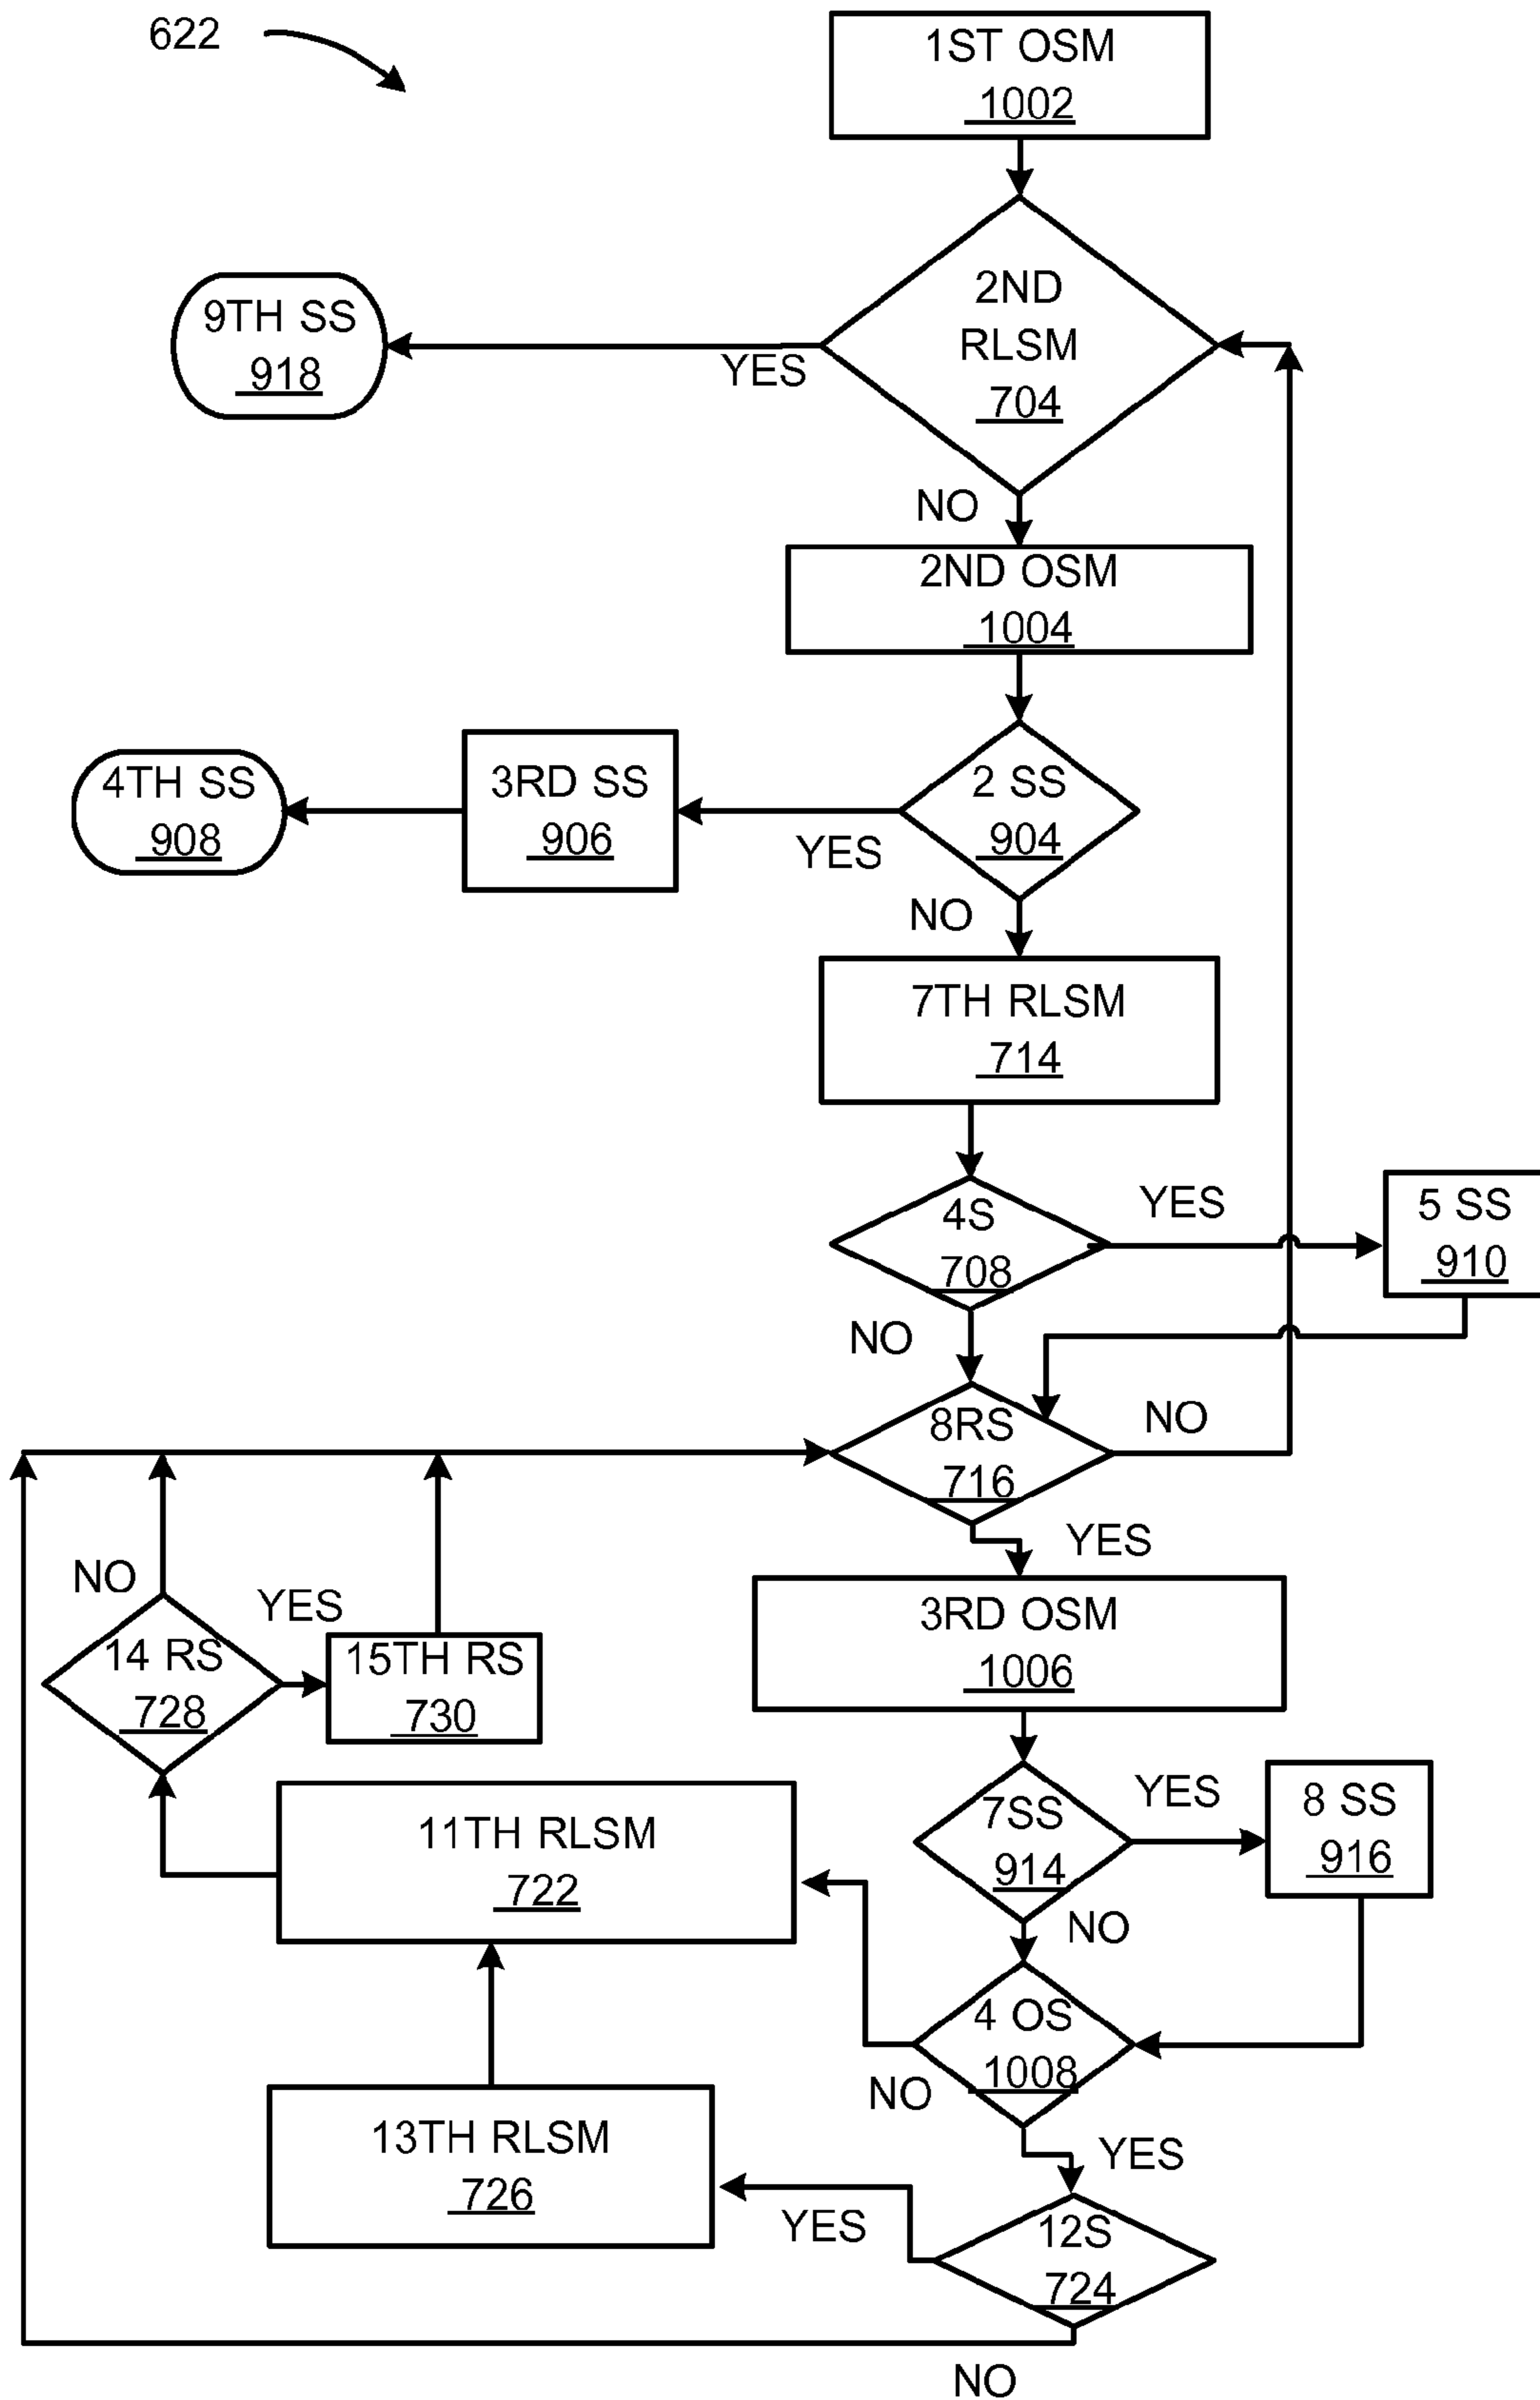 622
1ST OSM
1002
2ND
RLSM
704
9TH SS
918
YES
NO
2ND OSM
1004
2 SS
904
3RD SS
906
4TH SS
908
YES
NO
7TH RLSM
714
4S
708
YES
5 SS
910
NO
8RS
716
NO
YES
3RD OSM
1006
NO
YES
14 RS
728
15TH RS
730
7SS
914
YES
8 SS
916
11TH RLSM
722
NO
4 OS
1008
NO
YES
13TH RLSM
726
YES
12S
724
NO